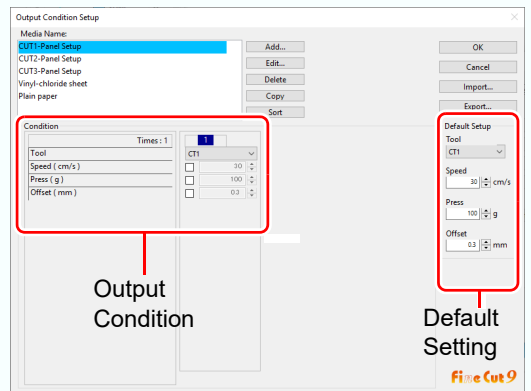 Output Condition Setup
Media Name:
CUT1-Panel Setup
CUT2-Panel Setup
CUT3-Panel Setup
Vinyl-chloride sheet
Plain paper
Add...
Edit...
Delete
Copy
Sort
OK
Cancel
Import...
Export...
Condition
Times : 1
1
Tool
CT1
Speed ( cm/s )
30
Press ( g )
100
Offset ( mm )
0.3
Default Setup
Tool
CT1
Speed
30 cm/s
Press
100 g
Offset
0.3 mm
Output
Condition
Default
Setting
FineCut9